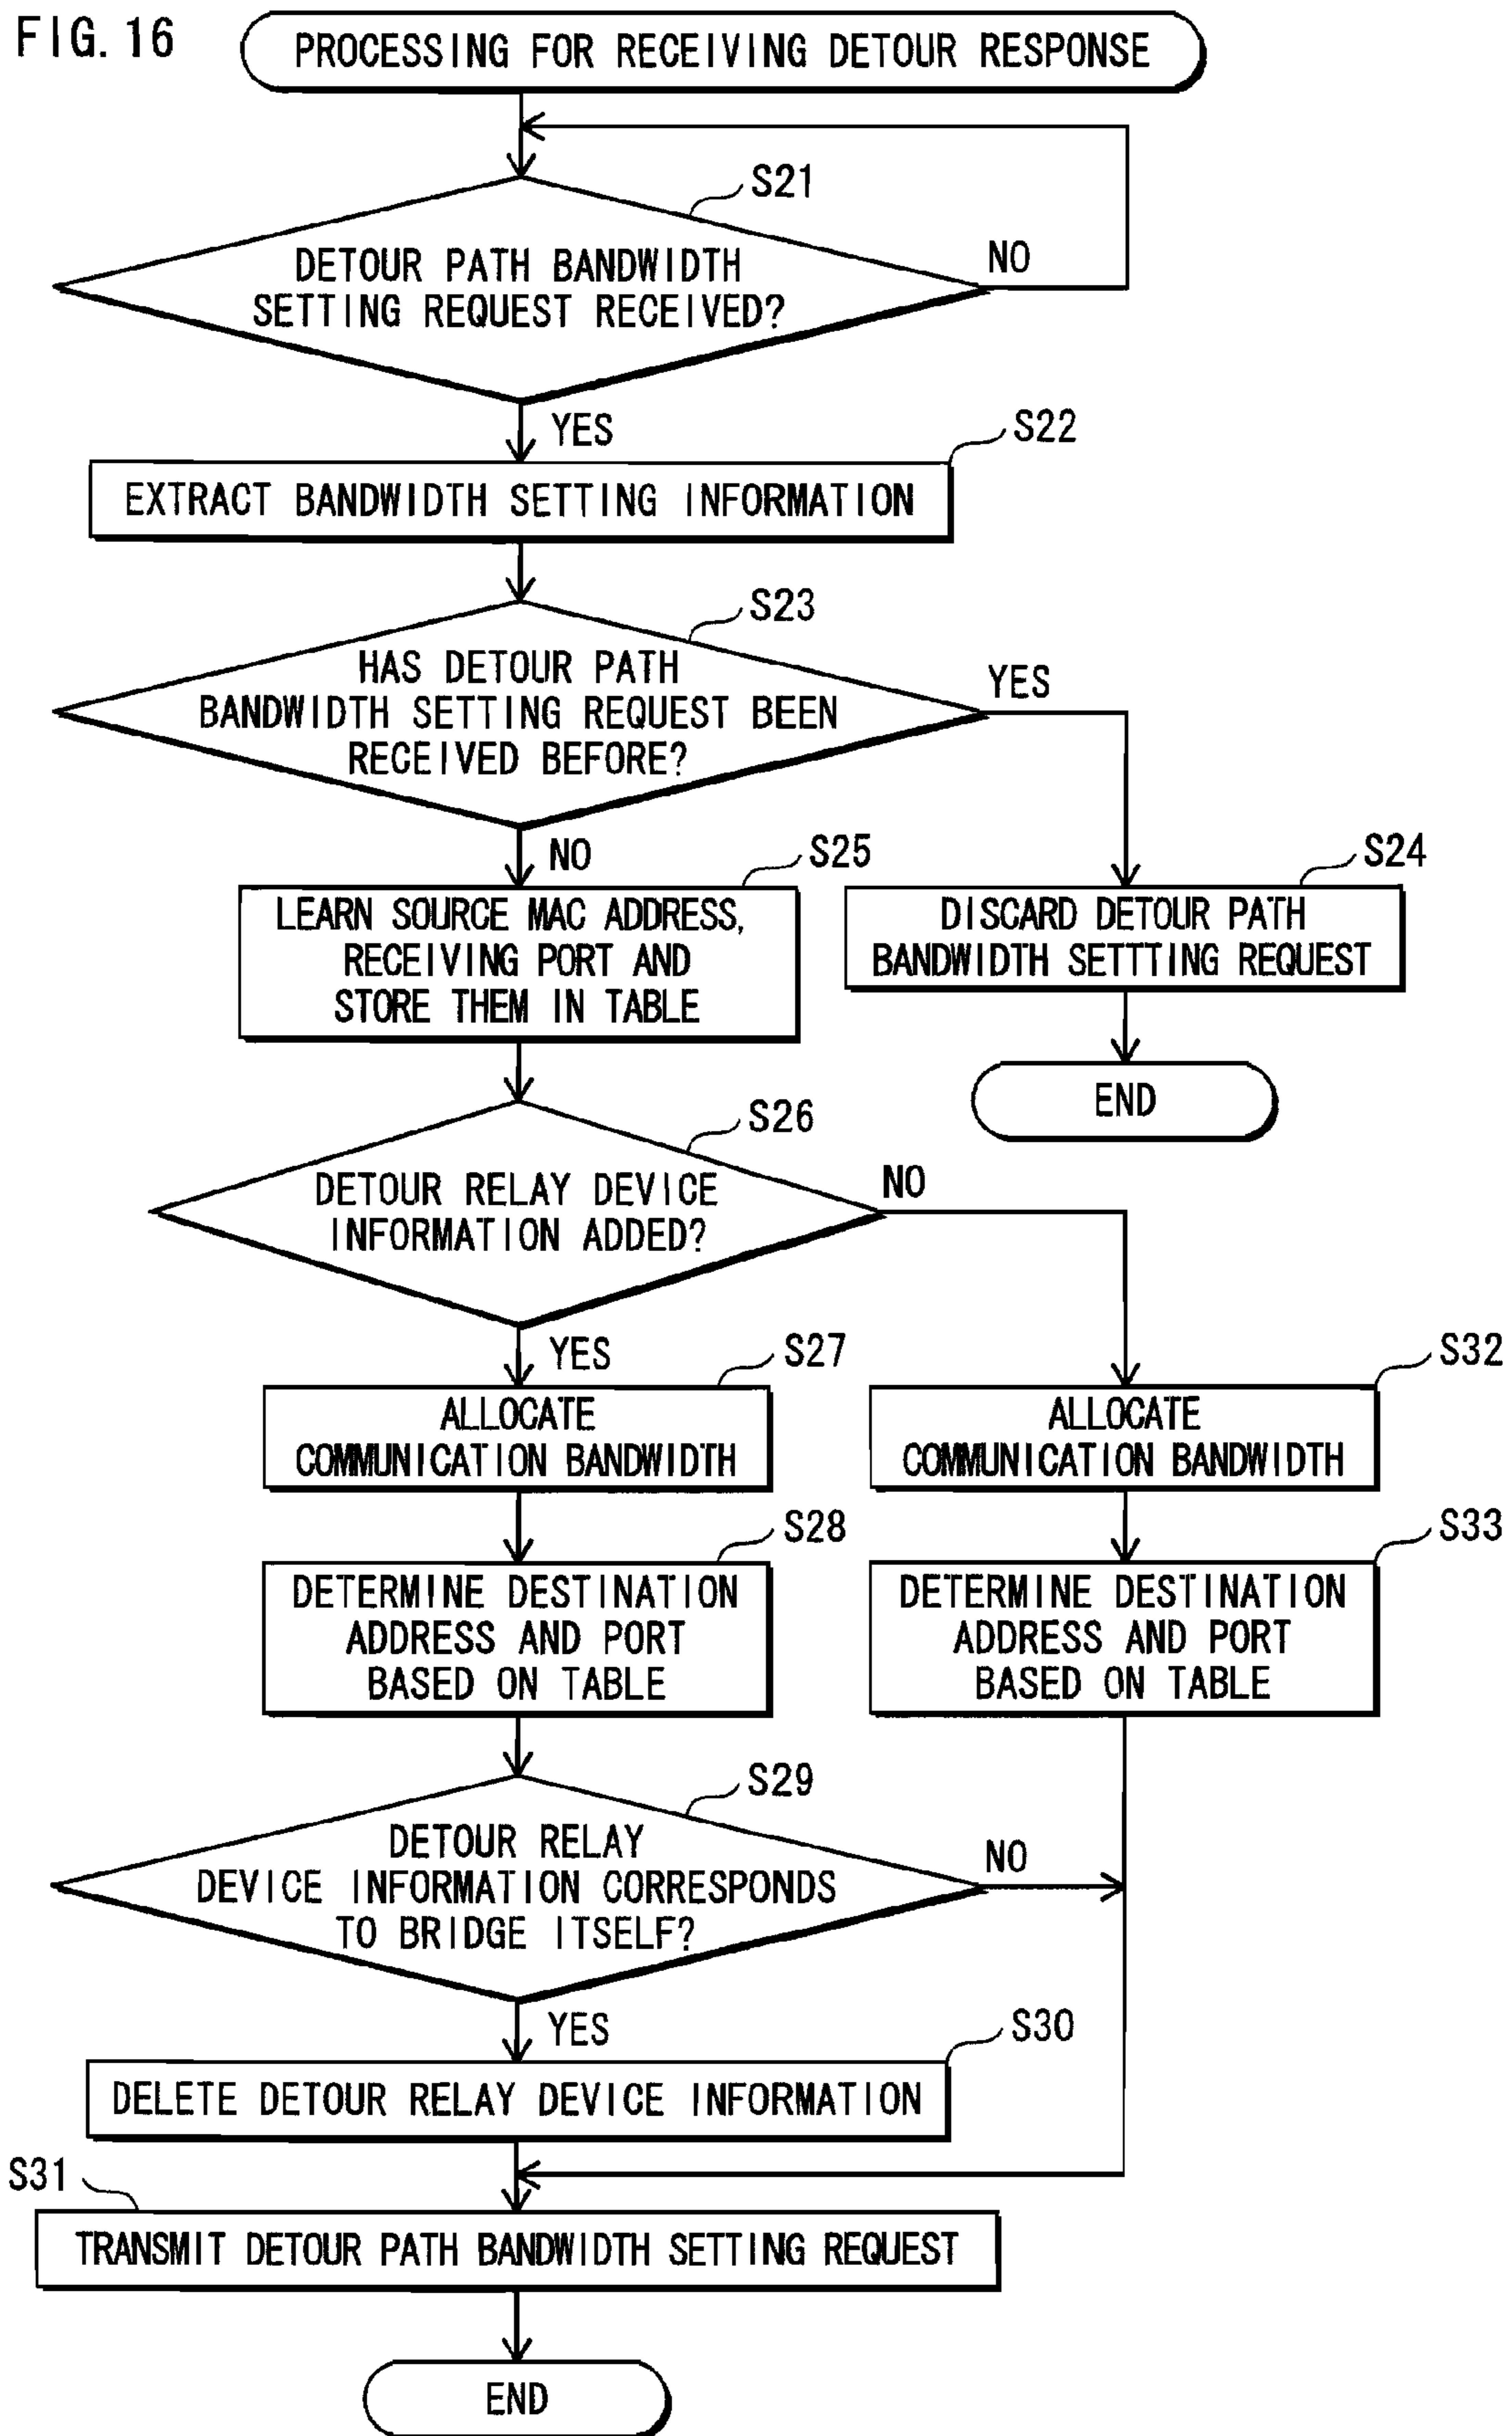 FIG. 16
PROCESSING FOR RECEIVING DETOUR RESPONSE
S21
DETOUR PATH BANDWIDTH
SETTING REQUEST RECEIVED?
NO
YES
S22
EXTRACT BANDWIDTH SETTING INFORMATION
S23
HAS DETOUR PATH
BANDWIDTH SETTING REQUEST BEEN
RECEIVED BEFORE?
YES
NO
S25
LEARN SOURCE MAC ADDRESS,
RECEIVING PORT AND
STORE THEM IN TABLE
S24
DISCARD DETOUR PATH
BANDWIDTH SETTTING REQUEST
END
S26
DETOUR RELAY DEVICE
INFORMATION ADDED?
NO
YES
S27
ALLOCATE
COMMUNICATION BANDWIDTH
S32
ALLOCATE
COMMUNICATION BANDWIDTH
S28
DETERMINE DESTINATION
ADDRESS AND PORT
BASED ON TABLE
S33
DETERMINE DESTINATION
ADDRESS AND PORT
BASED ON TABLE
S29
DETOUR RELAY
DEVICE INFORMATION CORRESPONDS
TO BRIDGE ITSELF?
NO
YES
S30
DELETE DETOUR RELAY DEVICE INFORMATION
S31
TRANSMIT DETOUR PATH BANDWIDTH SETTING REQUEST
END